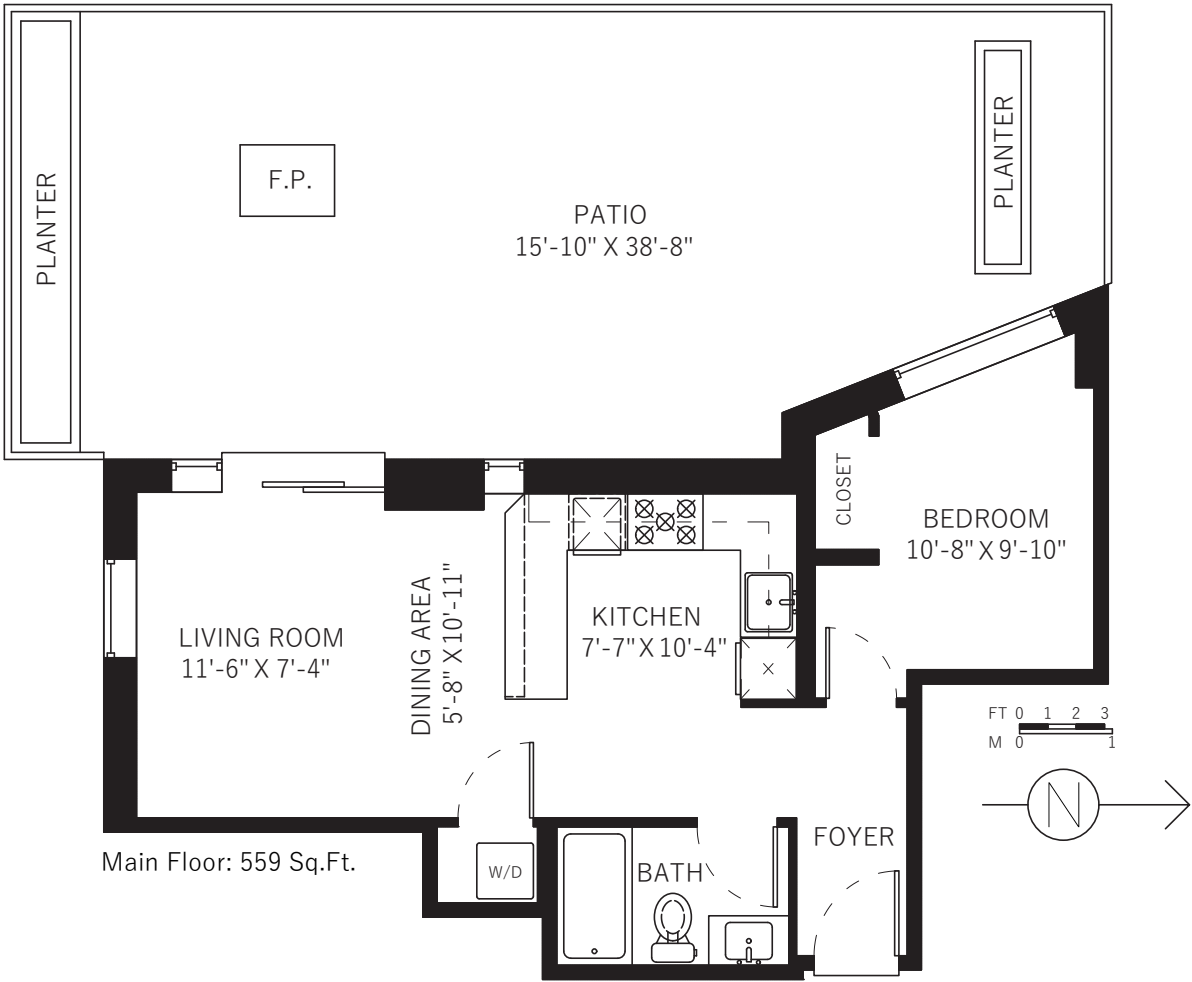 PLANTER
F.P.
PATIO
15'-10" X 38'-8"
PLANTER
CLOSET
BEDROOM
10'-8" X 9'-10"
LIVING ROOM
11'-6" X 7'-4"
DINING AREA
5'-8" X 10'-11"
KITCHEN
7'-7" X 10'-4"
FT 0 1 2 3
M 0 1
N
FOYER
Main Floor: 559 Sq.Ft.
W/D
BATH